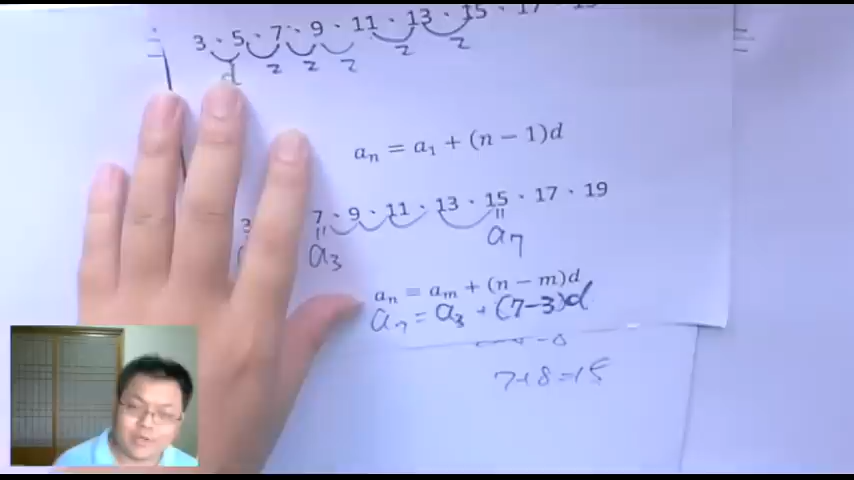 3 · 5 · 7 · 9 · 11 · 13 · 15 · 17 ·
d 2 2 2 2 2
aₙ = a₁ + (n − 1)d
7 · 9 · 11 · 13 · 15 · 17 · 19
a₃ a₇
aₙ = aₘ + (n − m)d
a₇ = a₃ + (7−3)d
7+8=15